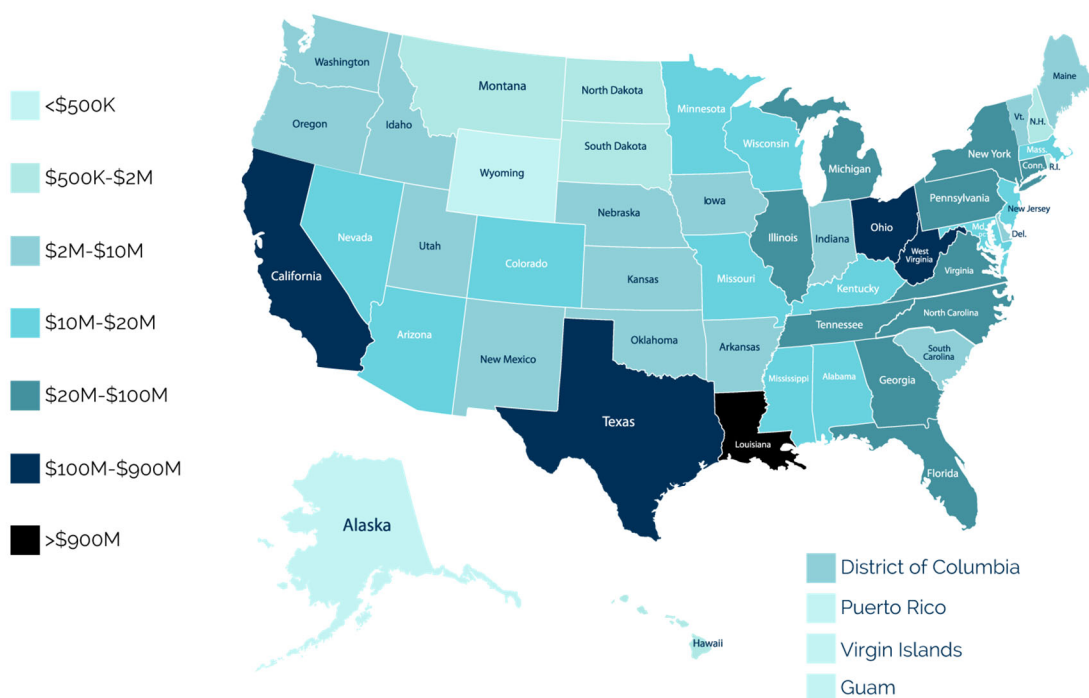 <$500K
$500K-$2M
$2M-$10M
$10M-$20M
$20M-$100M
$100M-$900M
>$900M
Washington
Oregon
Idaho
Montana
North Dakota
South Dakota
Wyoming
Minnesota
Wisconsin
Michigan
Maine
Vt.
N.H.
New York
Mass.
Conn.
R.I.
Pennsylvania
New Jersey
Md.
Del.
Nebraska
Iowa
Illinois
Indiana
Ohio
West
Virginia
Virginia
California
Nevada
Utah
Colorado
Kansas
Missouri
Kentucky
North Carolina
Tennessee
South
Carolina
Arizona
New Mexico
Oklahoma
Arkansas
Mississippi
Alabama
Georgia
Texas
Louisiana
Florida
Alaska
Hawaii
District of Columbia
Puerto Rico
Virgin Islands
Guam